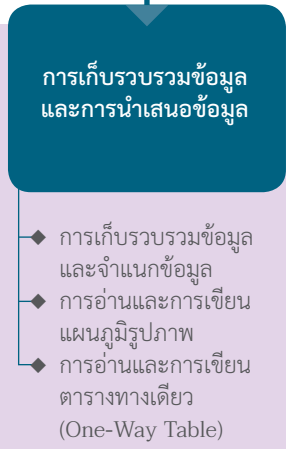 การเก็บรวบรวมข้อมูล
และการนำเสนอข้อมูล
การเก็บรวบรวมข้อมูล
และจำแนกข้อมูล
การอ่านและการเขียน
แผนภูมิรูปภาพ
การอ่านและการเขียน
ตารางทางเดียว
(One-Way Table)